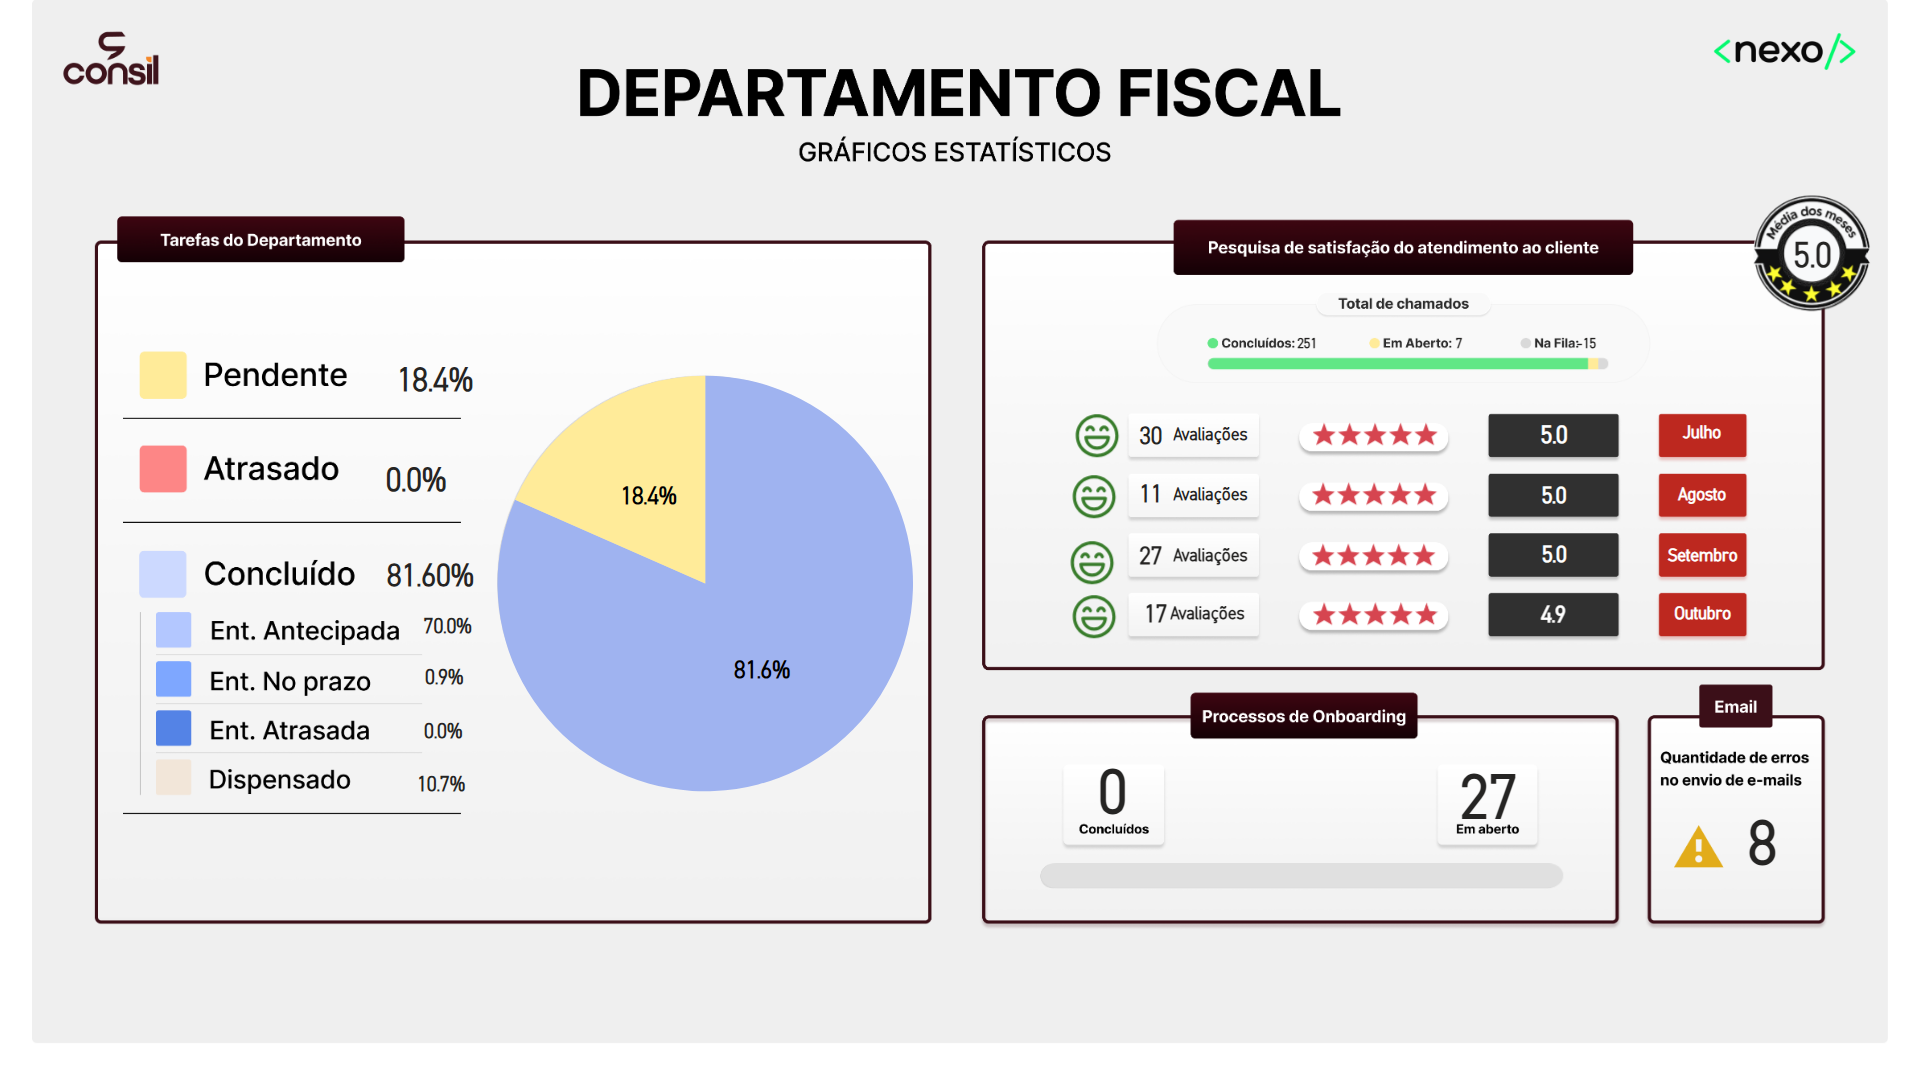 consil
<nexo/>
DEPARTAMENTO FISCAL
GRÁFICOS ESTATÍSTICOS
Tarefas do Departamento
Pendente 18.4%
Atrasado 0.0%
Concluído 81.60%
Ent. Antecipada 70.0%
Ent. No prazo 0.9%
Ent. Atrasada 0.0%
Dispensado 10.7%
18.4%
81.6%
Pesquisa de satisfação do atendimento ao cliente
Média dos meses
5.0
Total de chamados
Concluídos: 251 Em Aberto: 7 Na Fila:-15
30 Avaliações 5.0 Julho
11 Avaliações 5.0 Agosto
27 Avaliações 5.0 Setembro
17 Avaliações 4.9 Outubro
Processos de Onboarding
0
Concluídos
27
Em aberto
Email
Quantidade de erros
no envio de e-mails
8